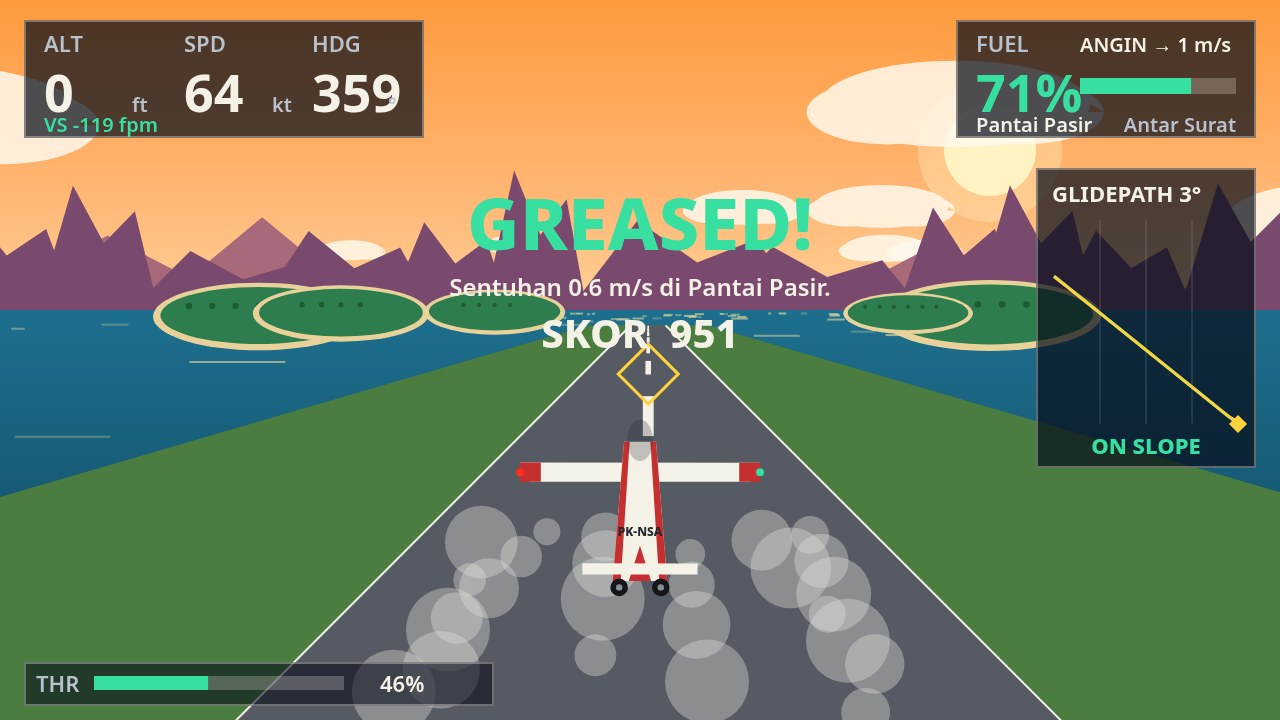 ALT SPD HDG
0 ft 64 kt 359
VS -119 fpm
FUEL ANGIN → 1 m/s
71%
Pantai Pasir Antar Surat
GLIDEPATH 3°
ON SLOPE
GREASED!
Sentuhan 0.6 m/s di Pantai Pasir.
SKOR 951
PK-NSA
THR 46%